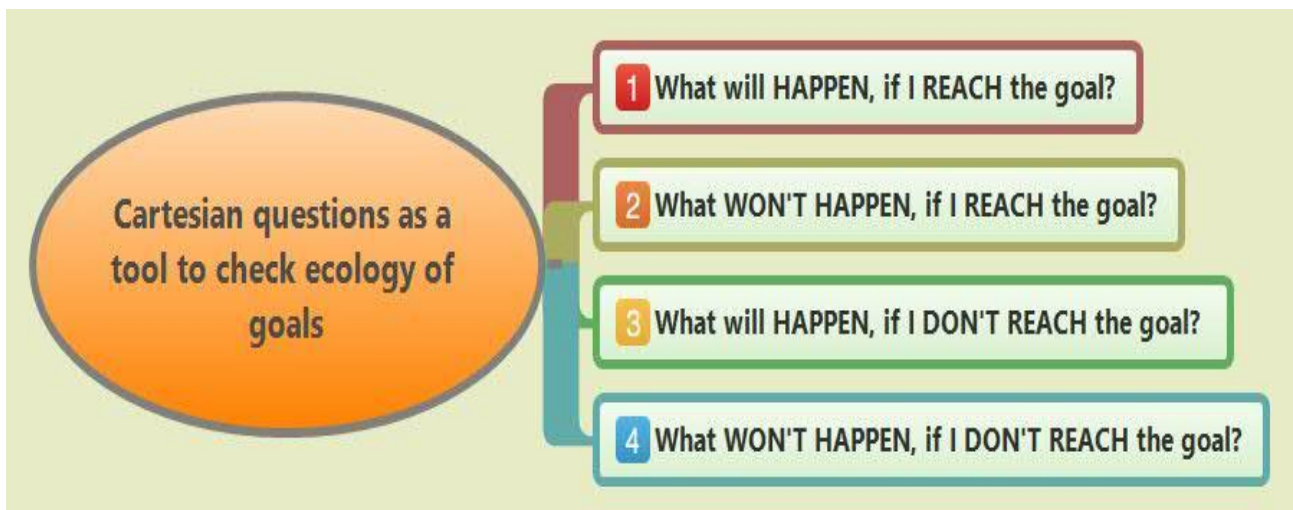 Cartesian questions as a
tool to check ecology of
goals
1 What will HAPPEN, if I REACH the goal?
2 What WON'T HAPPEN, if I REACH the goal?
3 What will HAPPEN, if I DON'T REACH the goal?
4 What WON'T HAPPEN, if I DON'T REACH the goal?